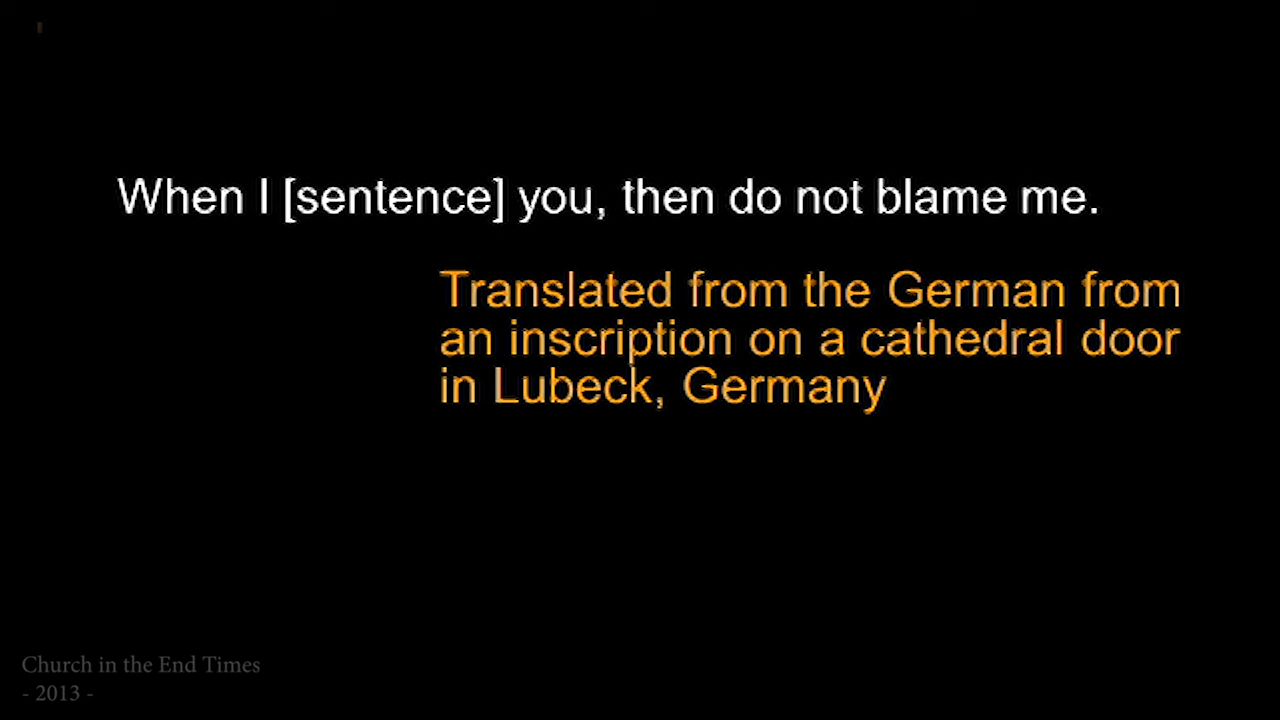 When I [sentence] you, then do not blame me.
Translated from the German from
an inscription on a cathedral door
in Lubeck, Germany
Church in the End Times
- 2013 -